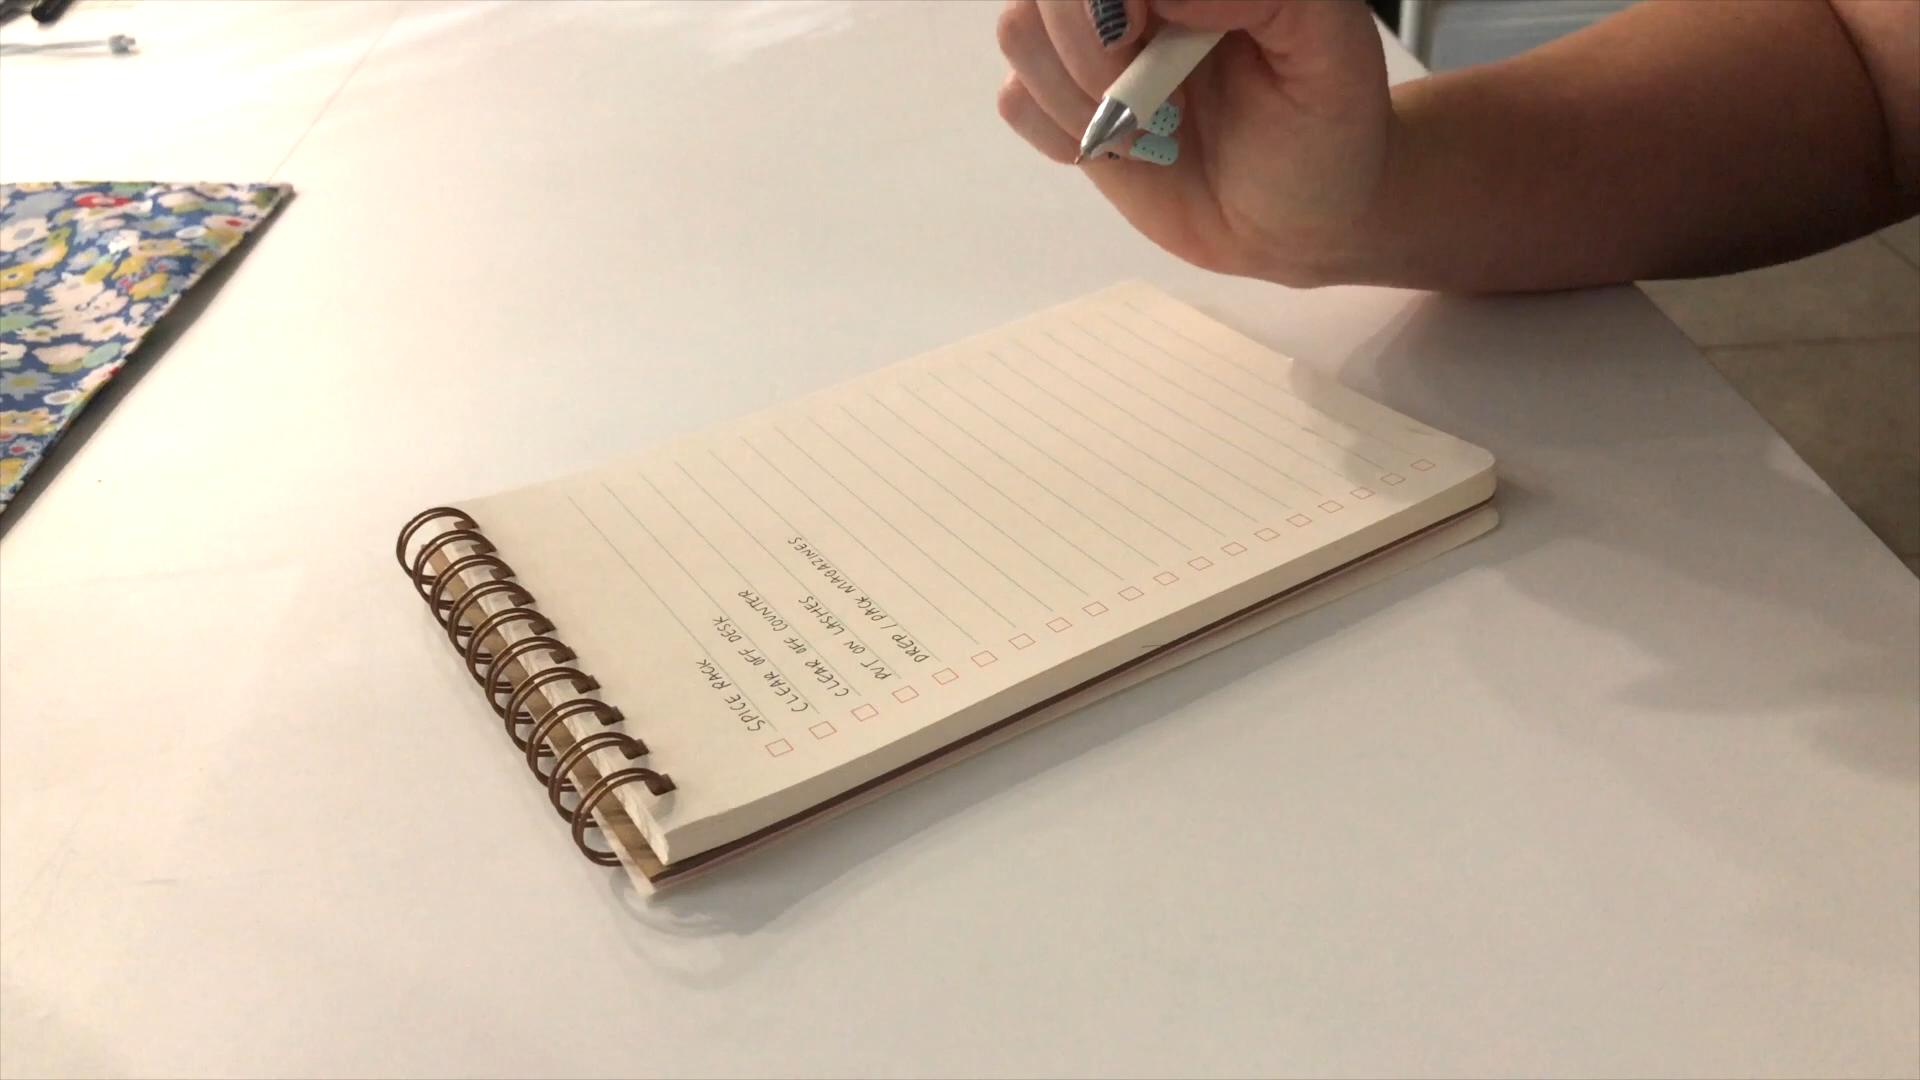 SPICE RACK
CLEAR OFF DESK
CLEAR OFF COUNTER
PUT ON LASHES
PREP / PACK MAGAZINES